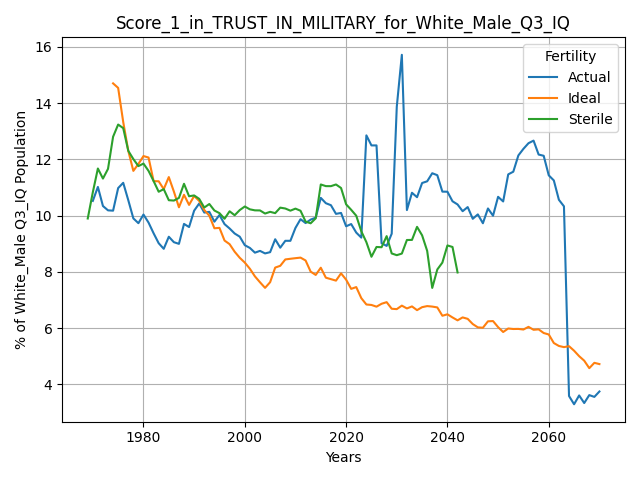 Score_1_in_TRUST_IN_MILITARY_for_White_Male_Q3_IQ
Fertility
Actual
Ideal
Sterile
% of White_Male Q3_IQ Population
16
14
12
10
8
6
4
1980
2000
2020
2040
2060
Years